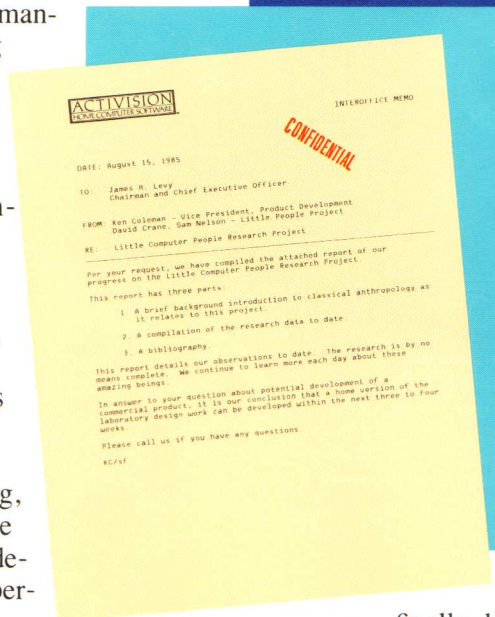 man-
ACTIVISION
HOME COMPUTER SOFTWARE
INTEROFFICE MEMO
CONFIDENTIAL
DATE: August 15, 1985
TO: James H. Levy
Chairman and Chief Executive Officer
FROM: Ken Coleman - Vice President, Product Development
David Crane, Sam Nelson - Little People Project
RE: Little Computer People Research Project
Per your request, we have compiled the attached report of our
progress on the Little Computer People Research Project.
This report has three parts:
1. A brief background introduction to classical anthropology as
it relates to this project.
2. A compilation of the research data to date.
3. A bibliography.
This report details our observations to date. The research is by no
means complete. We continue to learn more each day about these
amazing beings.
In answer to your question about potential development of a
commercial product, it is our conclusion that a home version of the
laboratory design work can be developed within the next three to four
weeks.
Please call us if you have any questions.
KC/sf
g,